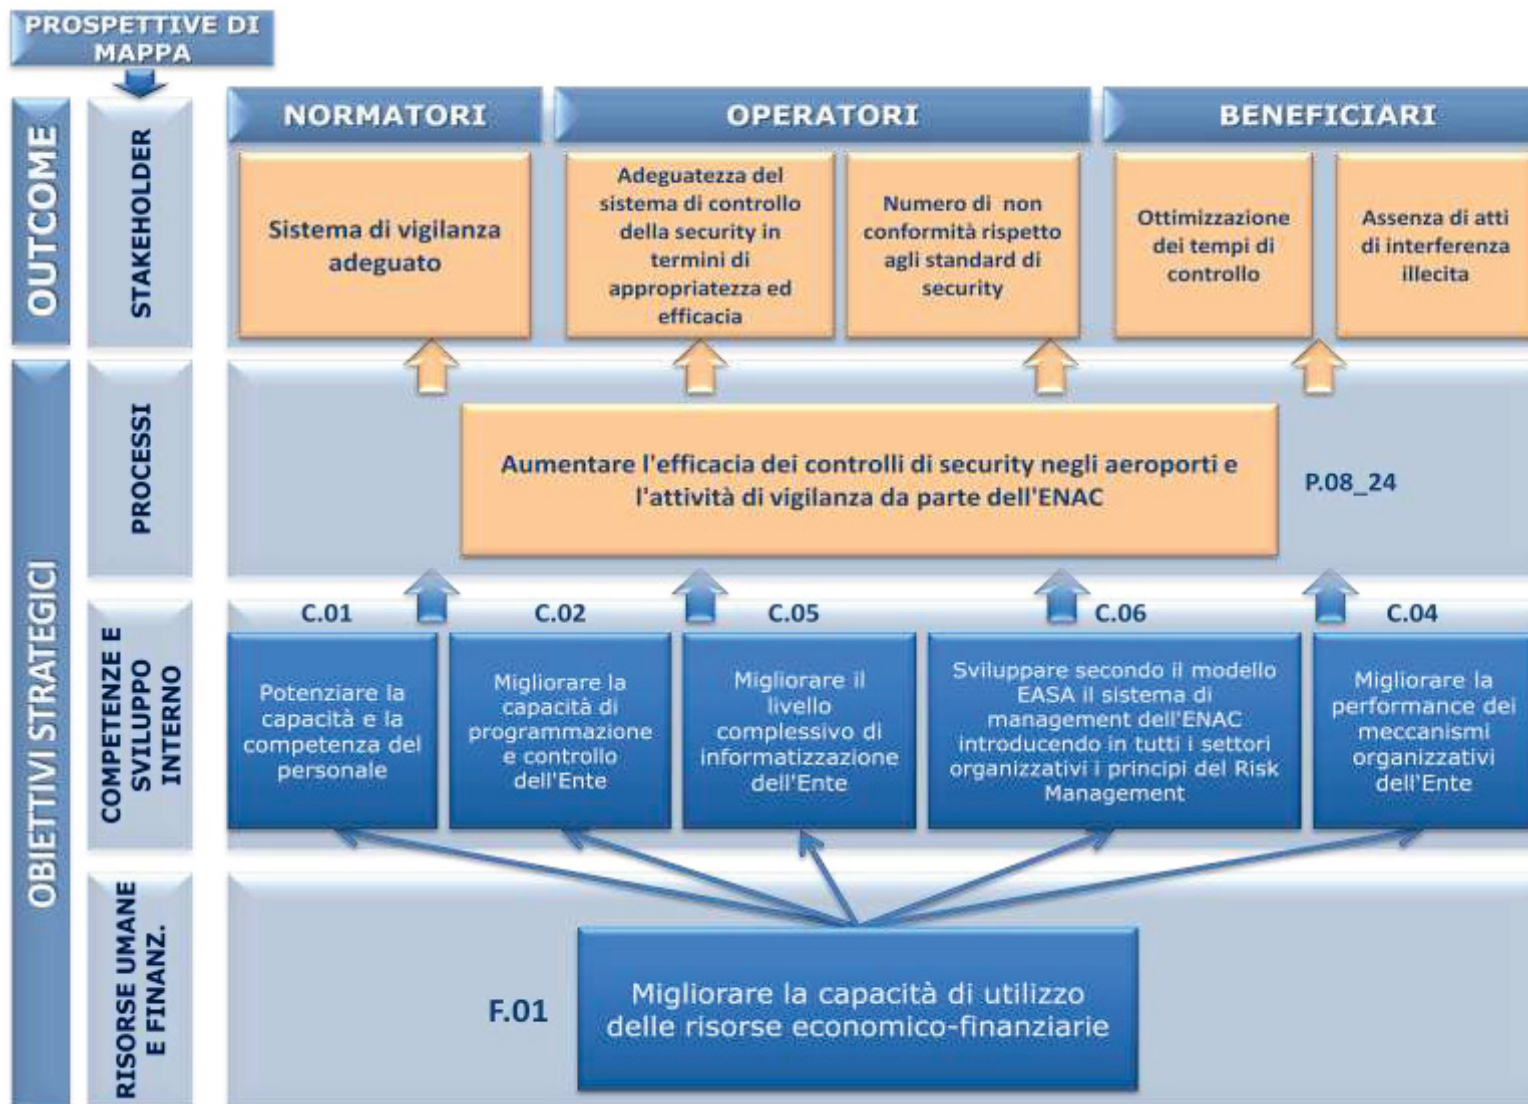 PROSPETTIVE DI
MAPPA
OUTCOME
STAKEHOLDER
NORMATORI
OPERATORI
BENEFICIARI
Sistema di vigilanza
adeguato
Adeguatezza del
sistema di controllo
della security in
termini di
appropriatezza ed
efficacia
Numero di non
conformità rispetto
agli standard di
security
Ottimizzazione
dei tempi di
controllo
Assenza di atti
di interferenza
illecita
OBIETTIVI STRATEGICI
PROCESSI
Aumentare l'efficacia dei controlli di security negli aeroporti e
l'attività di vigilanza da parte dell'ENAC
P.08_24
COMPETENZE E
SVILUPPO
INTERNO
C.01
Potenziare la
capacità e la
competenza del
personale
C.02
Migliorare la
capacità di
programmazione
e controllo
dell'Ente
C.05
Migliorare il
livello
complessivo di
informatizzazione
dell'Ente
C.06
Sviluppare secondo il modello
EASA il sistema di
management dell'ENAC
introducendo in tutti i settori
organizzativi i principi del Risk
Management
C.04
Migliorare la
performance dei
meccanismi
organizzativi
dell'Ente
RISORSE UMANE
E FINANZ.
F.01
Migliorare la capacità di utilizzo
delle risorse economico-finanziarie